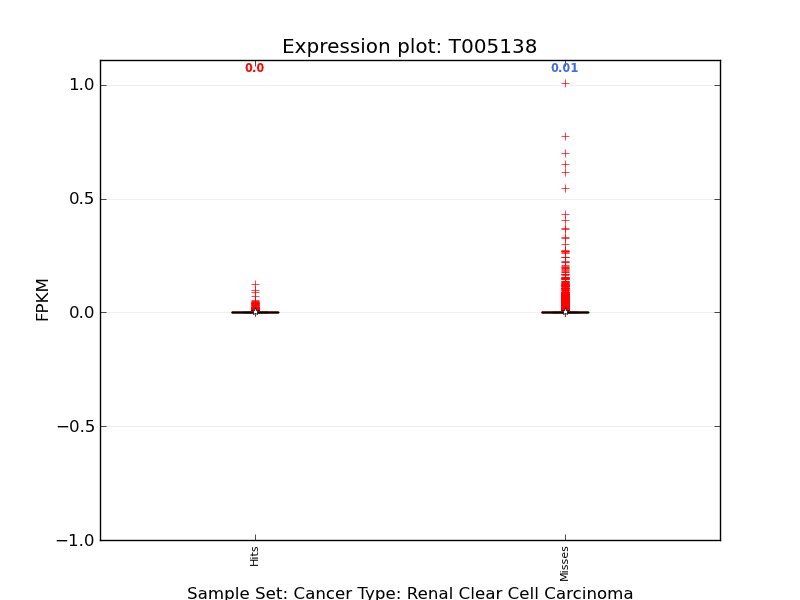 Expression plot: T005138
0.0
0.01
1.0
0.5
0.0
−0.5
−1.0
FPKM
Hits
Misses
Sample Set: Cancer Type: Renal Clear Cell Carcinoma